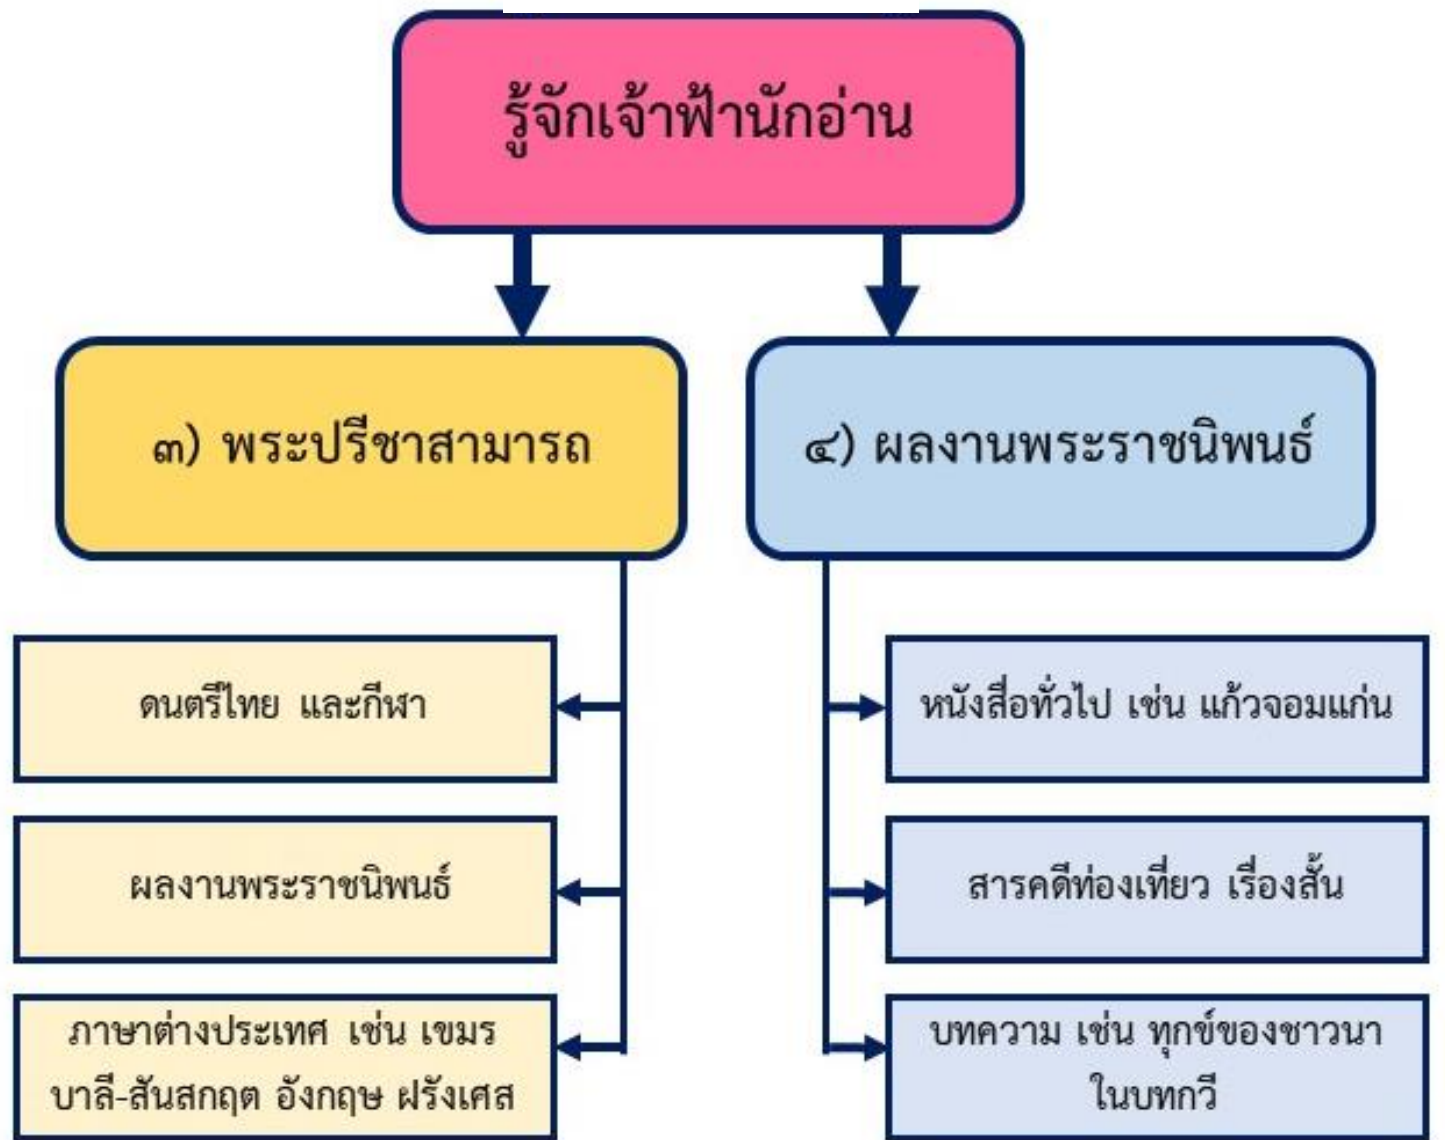 รู้จักเจ้าฟ้านักอ่าน
๓) พระปรีชาสามารถ
ดนตรีไทย และกีฬา
ผลงานพระราชนิพนธ์
ภาษาต่างประเทศ เช่น เขมร
บาลี-สันสกฤต อังกฤษ ฝรังเศส
๔) ผลงานพระราชนิพนธ์
หนังสือทั่วไป เช่น แก้วจอมแก่น
สารคดีท่องเที่ยว เรื่องสั้น
บทความ เช่น ทุกข์ของชาวนา
ในบทกวี